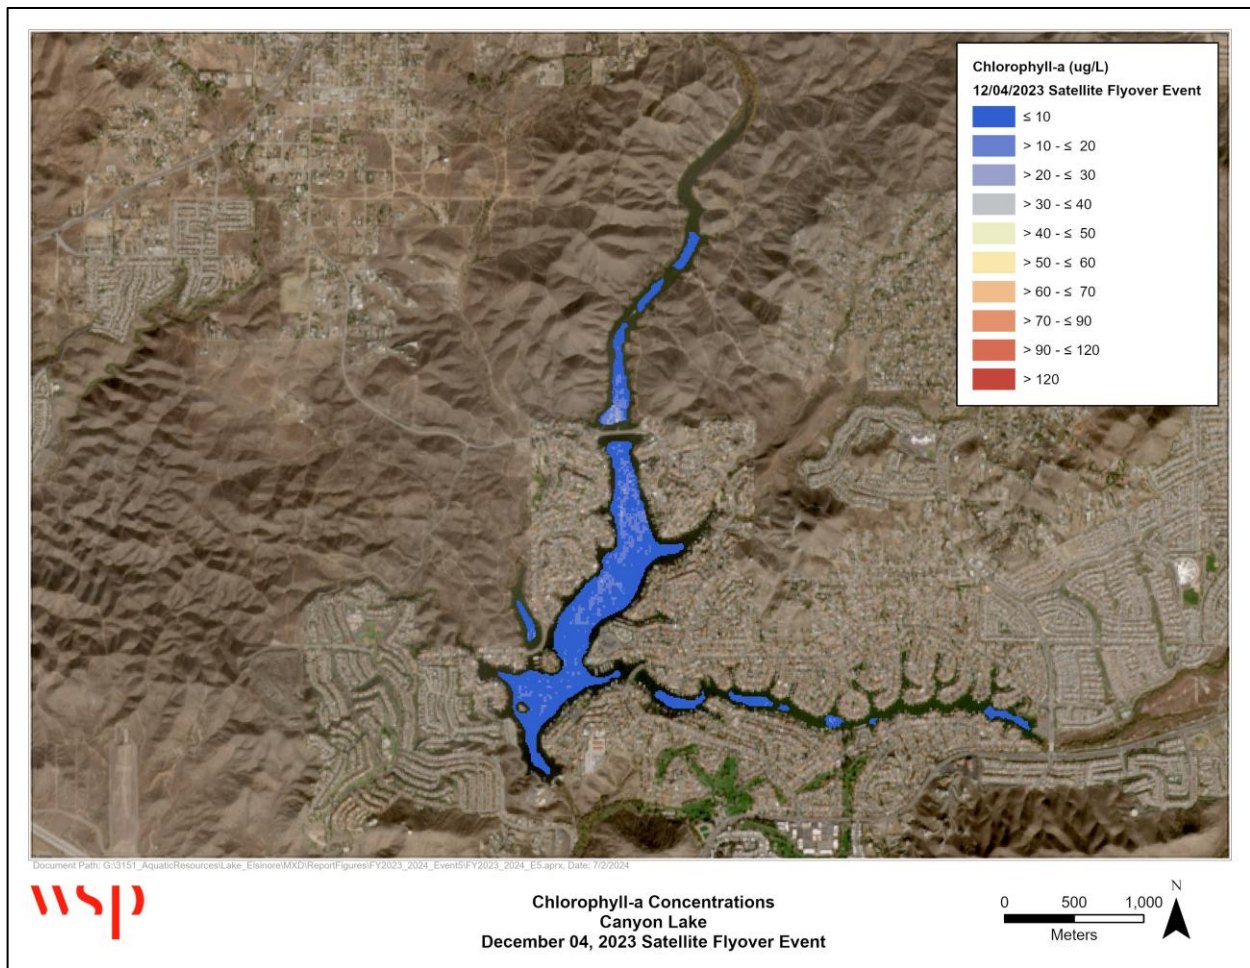 Chlorophyll-a (ug/L)
12/04/2023 Satellite Flyover Event
≤ 10
> 10 - ≤ 20
> 20 - ≤ 30
> 30 - ≤ 40
> 40 - ≤ 50
> 50 - ≤ 60
> 60 - ≤ 70
> 70 - ≤ 90
> 90 - ≤ 120
> 120
Document Path: G:\3151_AquaticResources\Lake_Elsinore\MXD\ReportFigures\FY2023_2024_Event5\FY2023_2024_E5.aprx, Date: 7/2/2024
wsp
Chlorophyll-a Concentrations
Canyon Lake
December 04, 2023 Satellite Flyover Event
0 500 1,000
Meters
N